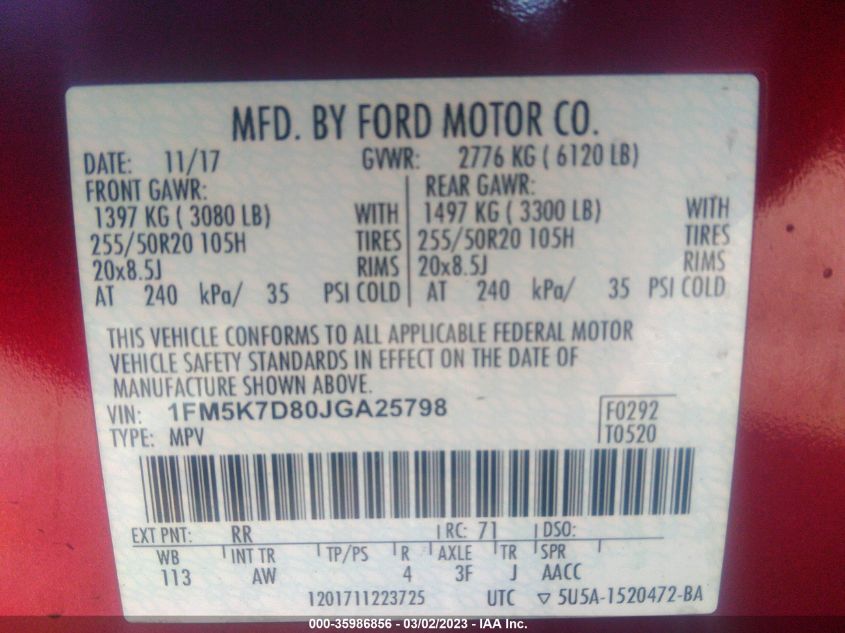 MFD. BY FORD MOTOR CO.
DATE: 11/17 GVWR: 2776 KG ( 6120 LB)
FRONT GAWR: REAR GAWR:
1397 KG ( 3080 LB) WITH 1497 KG ( 3300 LB) WITH
255/50R20 105H TIRES 255/50R20 105H TIRES
20x8.5J RIMS 20x8.5J RIMS
AT 240 kPa/ 35 PSI COLD AT 240 kPa/ 35 PSI COLD
THIS VEHICLE CONFORMS TO ALL APPLICABLE FEDERAL MOTOR
VEHICLE SAFETY STANDARDS IN EFFECT ON THE DATE OF
MANUFACTURE SHOWN ABOVE.
VIN: 1FM5K7D80JGA25798 F0292
TYPE: MPV T0520
EXT PNT: RR RC: 71 DSO:
WB INT TR TP/PS R AXLE TR SPR
113 AW 4 3F J AACC
1201711223725 UTC ▽ 5U5A-1520472-BA
000-35986856 - 03/02/2023 - IAA Inc.